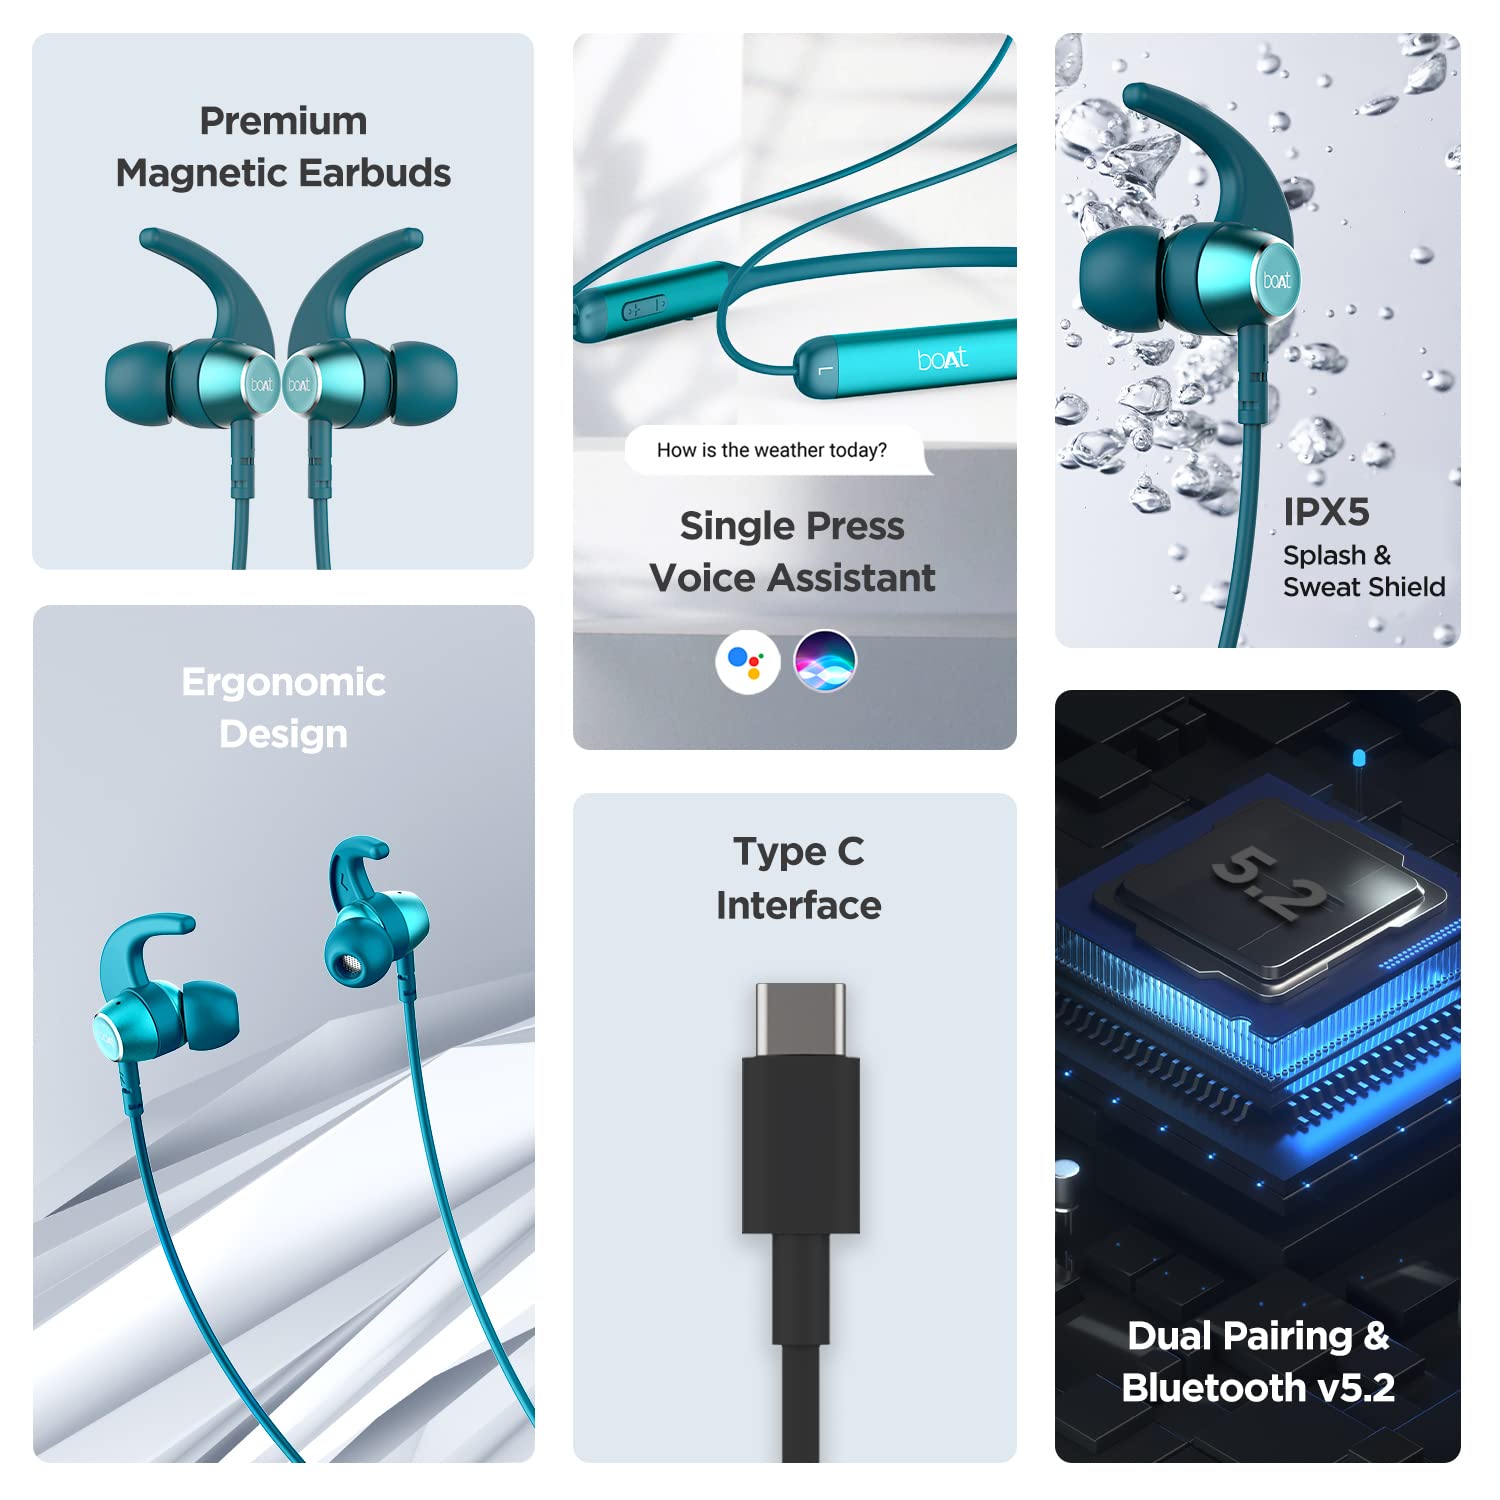 Premium
Magnetic Earbuds
boAt
boAt
boAt
L
How is the weather today?
Single Press
Voice Assistant
boAt
IPX5
Splash &
Sweat Shield
Ergonomic
Design
boAt
Type C
Interface
5.2
Dual Pairing &
Bluetooth v5.2